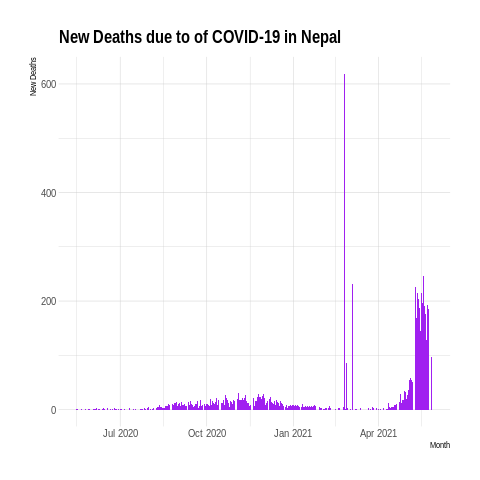 New Deaths due to of COVID-19 in Nepal
New Deaths
600
400
200
0
Jul 2020 Oct 2020 Jan 2021 Apr 2021
Month